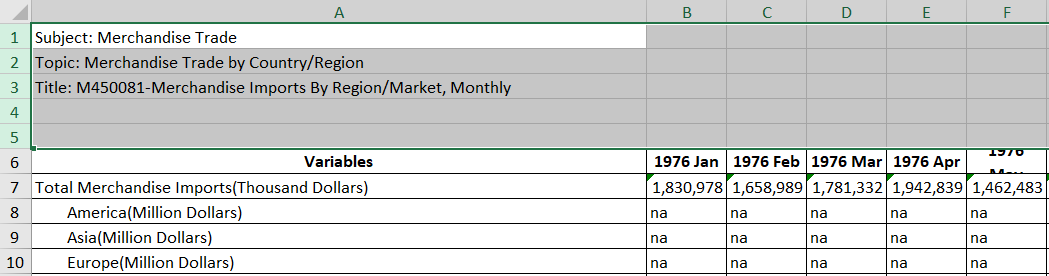 A B C D E F
1 Subject: Merchandise Trade
2 Topic: Merchandise Trade by Country/Region
3 Title: M450081-Merchandise Imports By Region/Market, Monthly
4
5
6 Variables 1976 Jan 1976 Feb 1976 Mar 1976 Apr 1976
7 Total Merchandise Imports(Thousand Dollars) 1,830,978 1,658,989 1,781,332 1,942,839 1,462,483
8 America(Million Dollars) na na na na na
9 Asia(Million Dollars) na na na na na
10 Europe(Million Dollars) na na na na na